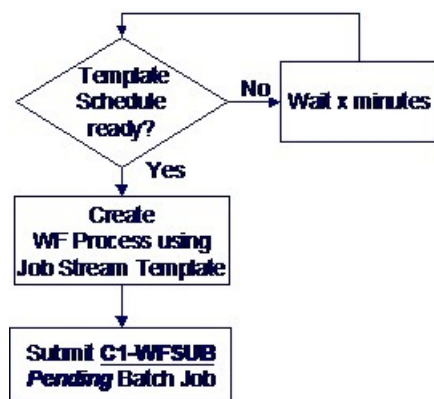 Template
Schedule
ready?
No
Wait x minutes
Yes
Create
WF Process using
Job Stream Template
Submit C1-WFSUB
Pending Batch Job